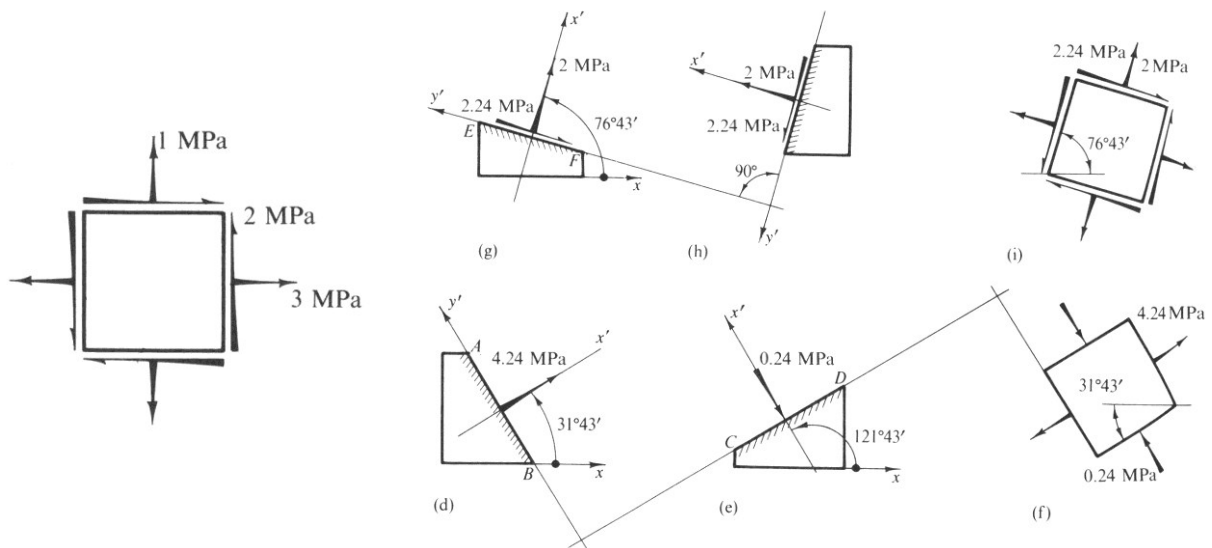 1 MPa
2 MPa
3 MPa
x'
2 MPa
y'
2.24 MPa
76°43'
E
F
x
(g)
x'
2 MPa
2.24 MPa
90°
y'
(h)
2.24 MPa
2 MPa
76°43'
(i)
y'
A
x'
4.24 MPa
31°43'
B
x
(d)
x'
0.24 MPa
D
C
121°43'
x
(e)
4.24 MPa
31°43'
0.24 MPa
(f)